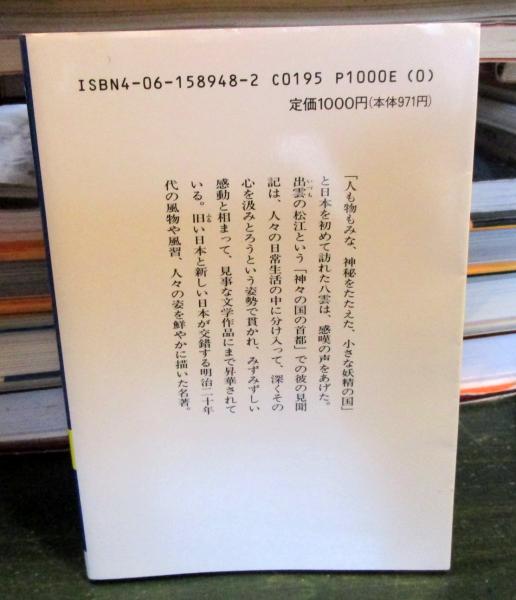 ISBN4-06-158948-2 C0195 P1000E (0)
定価1000円(本体971円)
「人も物もみな、神秘をたたえた、小さな妖精の国」
と日本を初めて訪れた八雲は、感嘆の声をあげた。
出雲の松江という「神々の国の首都」での彼の見聞
いづも
記は、人々の日常生活の中に分け入って、深くその
心を汲みとろうという姿勢で貫かれ、みずみずしい
感動と相まって、見事な文学作品にまで昇華されて
いる。旧い日本と新しい日本が交錯する明治二十年
ふる
代の風物や風習、人々の姿を鮮やかに描いた名著。